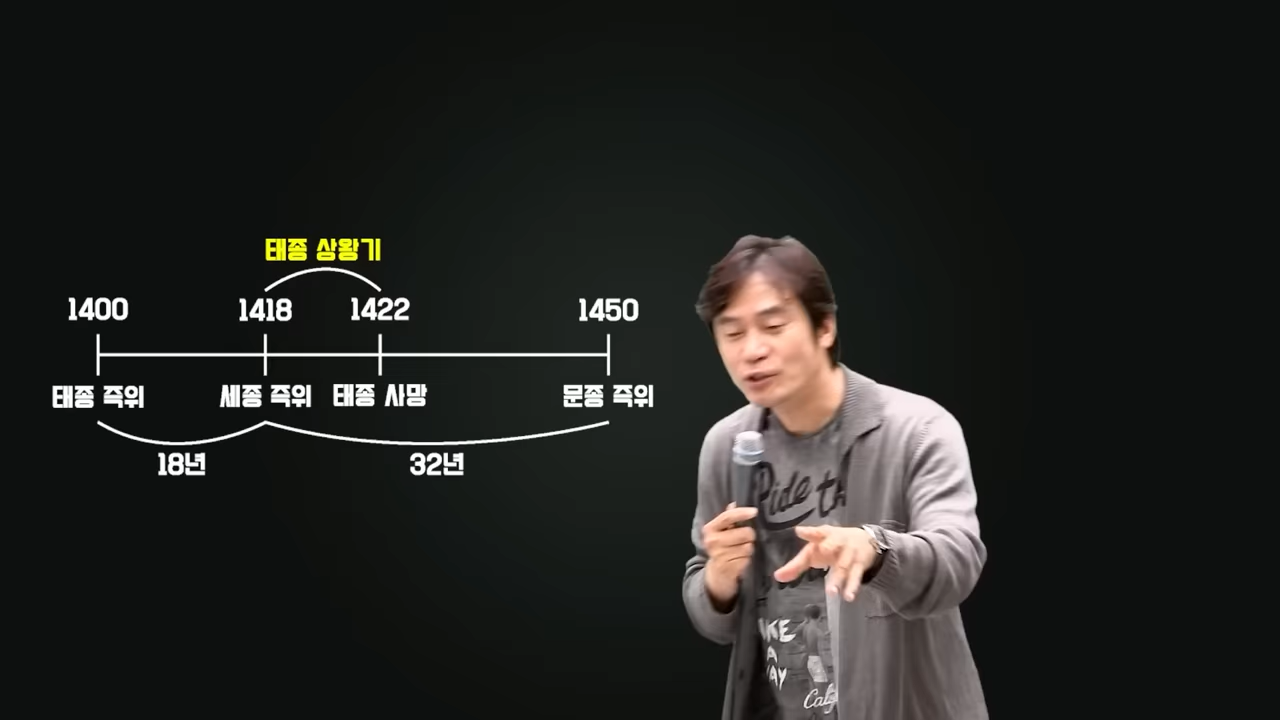 태종 상왕기
1400
1418
1422
1450
태종 즉위
세종 즉위
태종 사망
문종 즉위
18년
32년
Ride
A